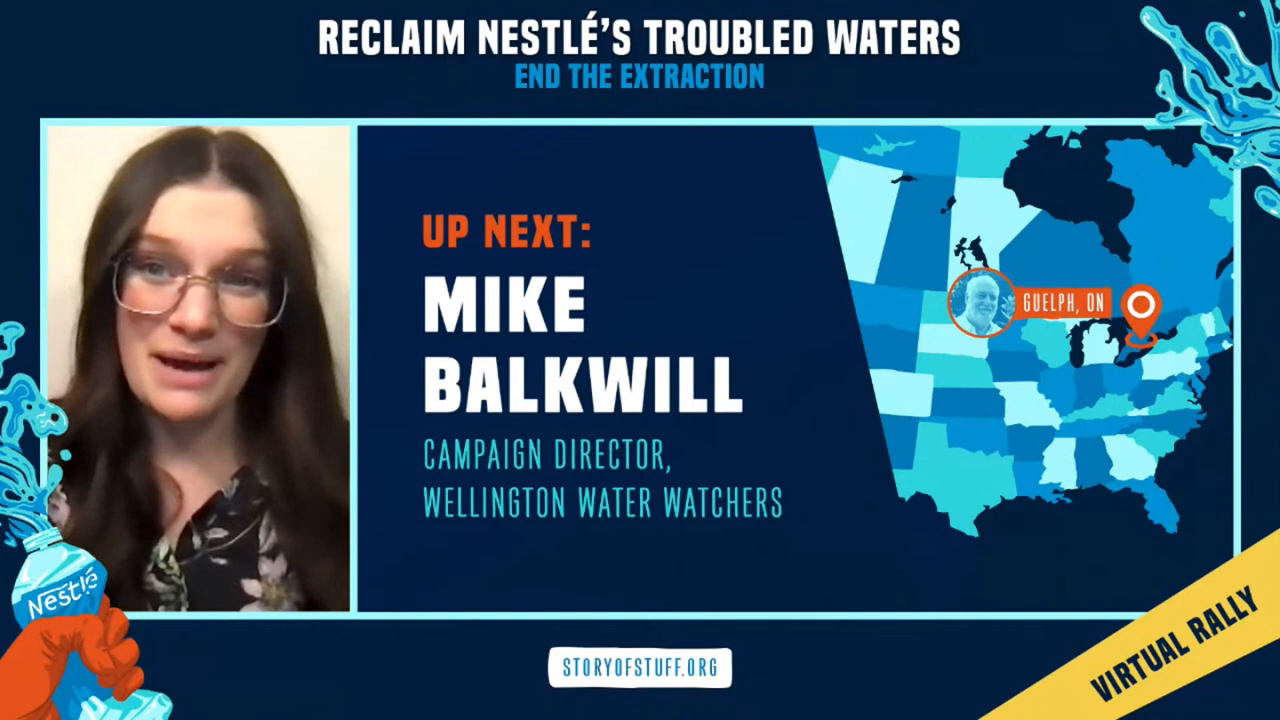 RECLAIM NESTLÉ'S TROUBLED WATERS
END THE EXTRACTION
UP NEXT:
MIKE
BALKWILL
CAMPAIGN DIRECTOR,
WELLINGTON WATER WATCHERS
GUELPH, ON
Nestlé
STORYOFSTUFF.ORG
VIRTUAL RALLY